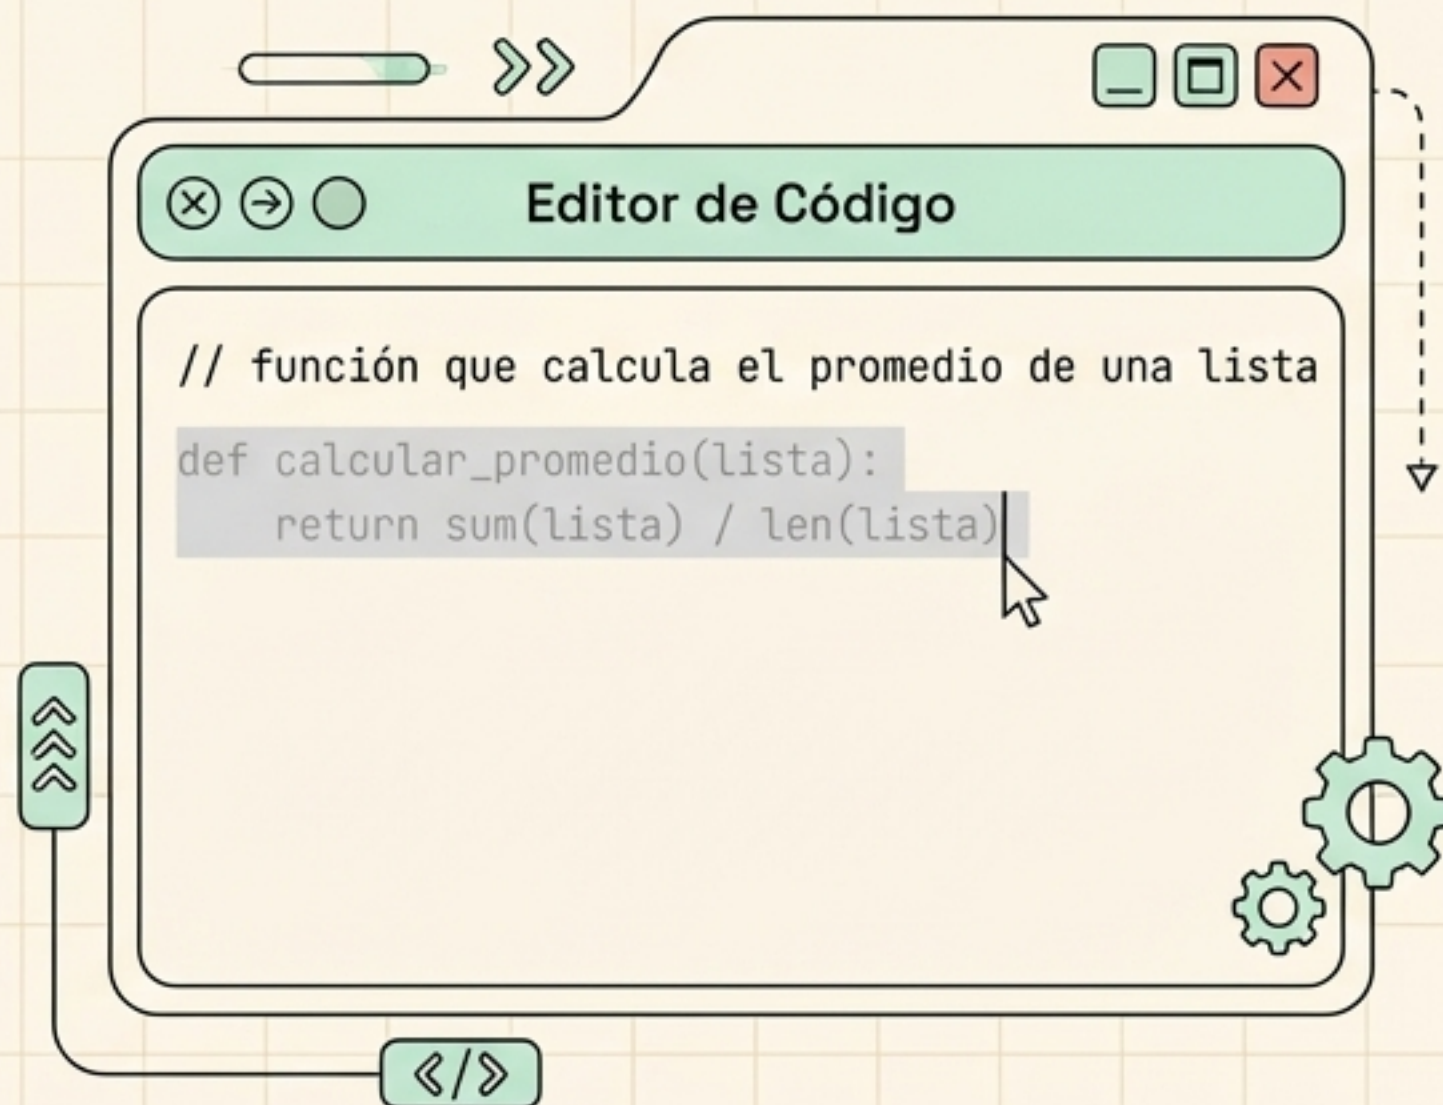 Editor de Código
// función que calcula el promedio de una lista
def calcular_promedio(lista):
    return sum(lista) / len(lista)
</>